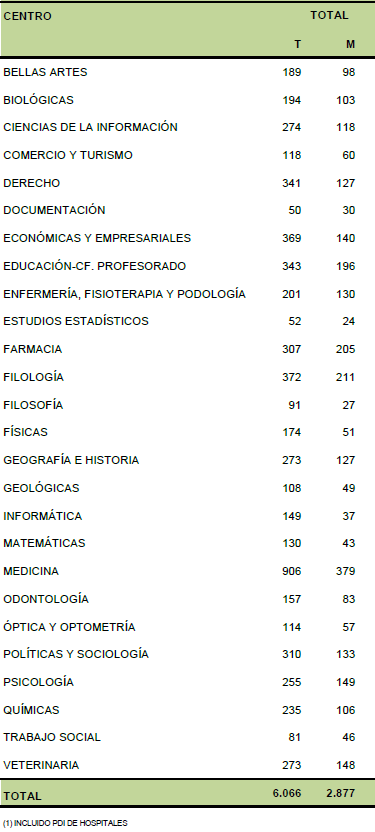 CENTRO TOTAL
T M
BELLAS ARTES 189 98
BIOLÓGICAS 194 103
CIENCIAS DE LA INFORMACIÓN 274 118
COMERCIO Y TURISMO 118 60
DERECHO 341 127
DOCUMENTACIÓN 50 30
ECONÓMICAS Y EMPRESARIALES 369 140
EDUCACIÓN-CF. PROFESORADO 343 196
ENFERMERÍA, FISIOTERAPIA Y PODOLOGÍA 201 130
ESTUDIOS ESTADÍSTICOS 52 24
FARMACIA 307 205
FILOLOGÍA 372 211
FILOSOFÍA 91 27
FÍSICAS 174 51
GEOGRAFÍA E HISTORIA 273 127
GEOLÓGICAS 108 49
INFORMÁTICA 149 37
MATEMÁTICAS 130 43
MEDICINA 906 379
ODONTOLOGÍA 157 83
ÓPTICA Y OPTOMETRÍA 114 57
POLÍTICAS Y SOCIOLOGÍA 310 133
PSICOLOGÍA 255 149
QUÍMICAS 235 106
TRABAJO SOCIAL 81 46
VETERINARIA 273 148
TOTAL 6.066 2.877
(1) INCLUIDO PDI DE HOSPITALES